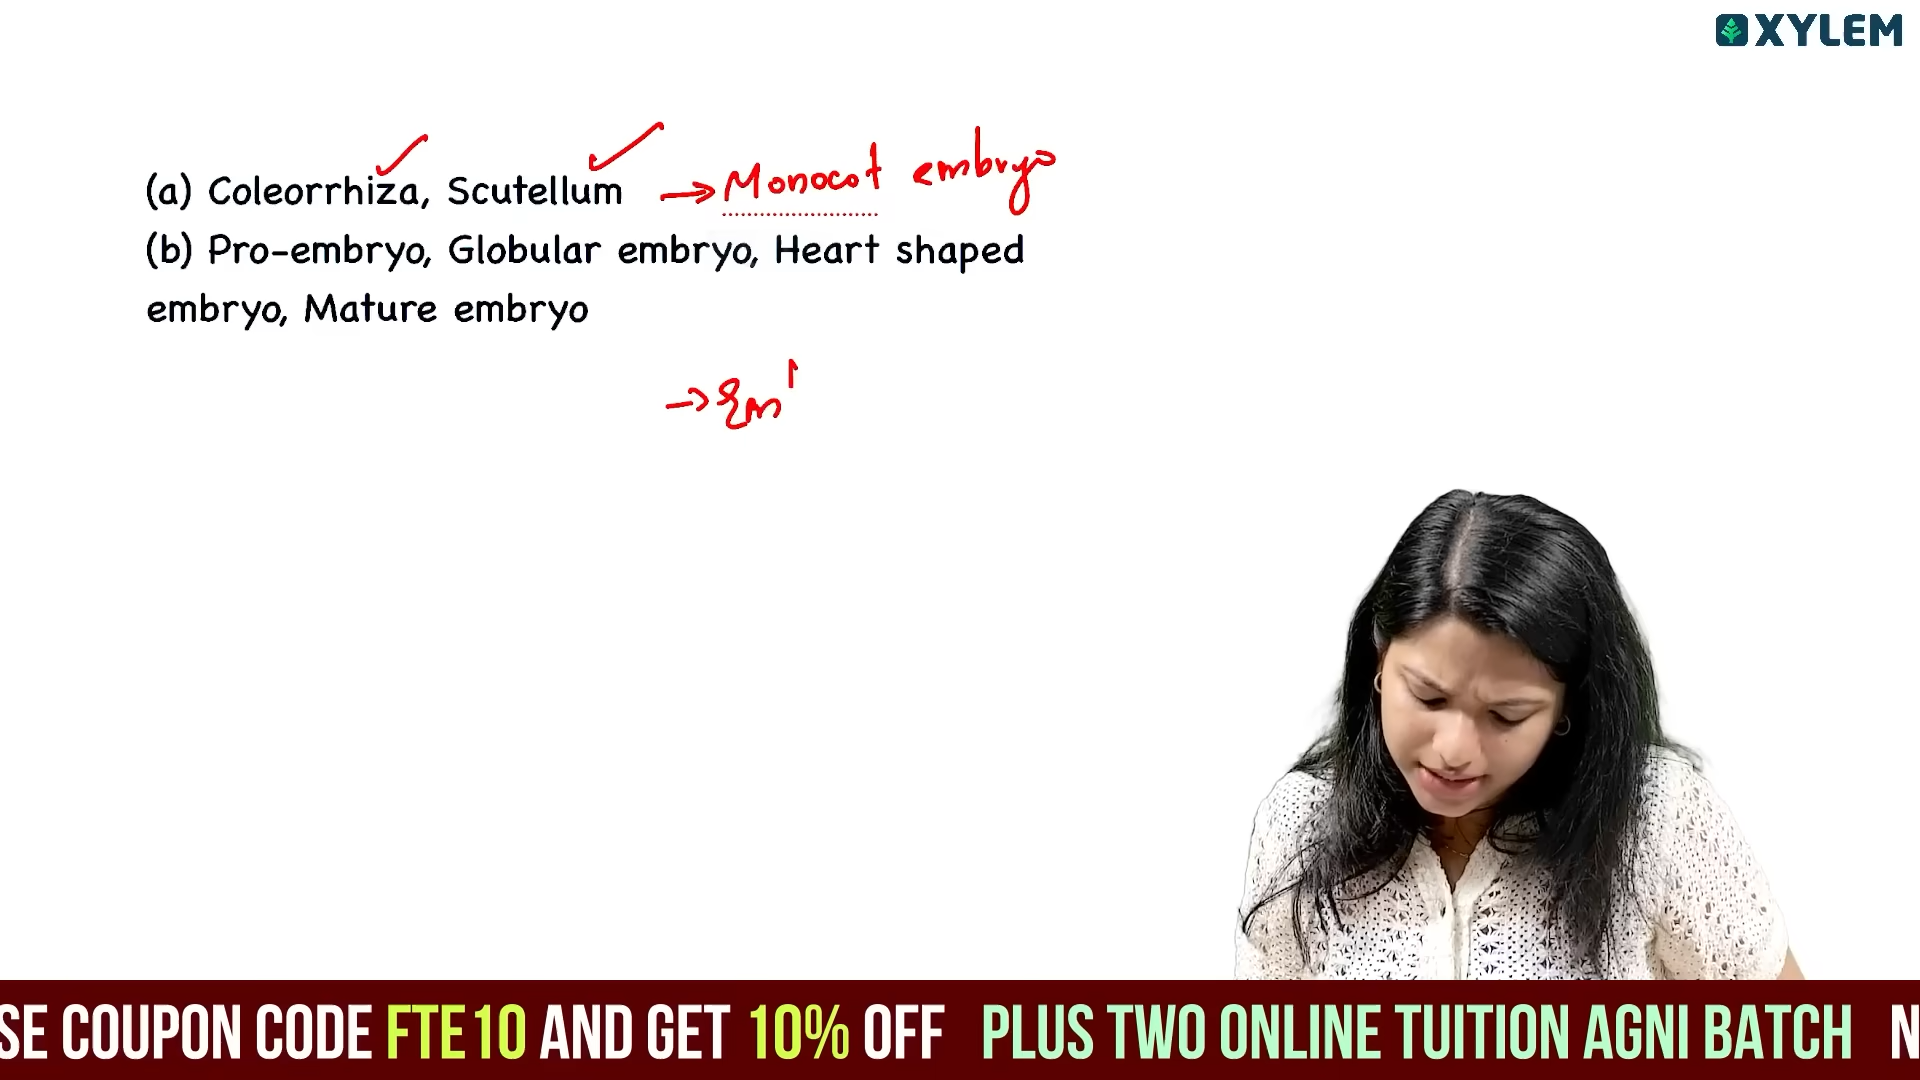 XYLEM
(a) Coleorrhiza, Scutellum → Monocot embryo
(b) Pro-embryo, Globular embryo, Heart shaped
embryo, Mature embryo
→ Em
SE COUPON CODE FTE10 AND GET 10% OFF PLUS TWO ONLINE TUITION AGNI BATCH N